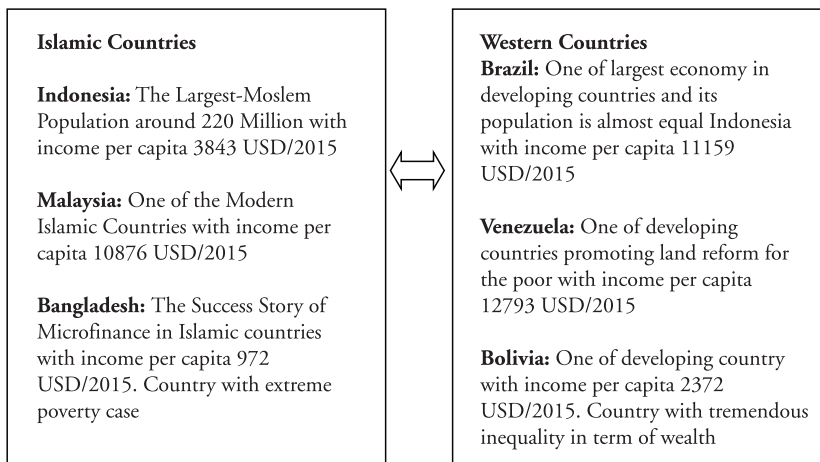 Islamic Countries
Indonesia: The Largest-Moslem
Population around 220 Million with
income per capita 3843 USD/2015
Malaysia: One of the Modern
Islamic Countries with income per
capita 10876 USD/2015
Bangladesh: The Success Story of
Microfinance in Islamic countries
with income per capita 972
USD/2015. Country with extreme
poverty case
Western Countries
Brazil: One of largest economy in
developing countries and its
population is almost equal Indonesia
with income per capita 11159
USD/2015
Venezuela: One of developing
countries promoting land reform for
the poor with income per capita
12793 USD/2015
Bolivia: One of developing country
with income per capita 2372
USD/2015. Country with tremendous
inequality in term of wealth